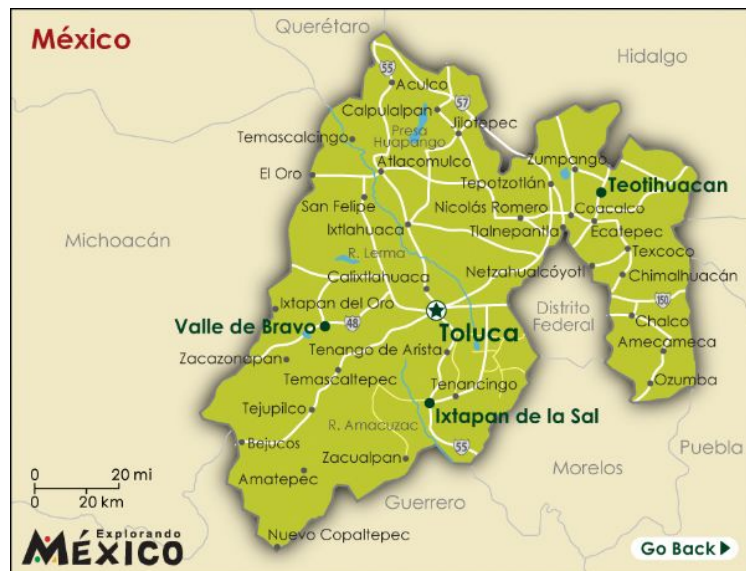 México
Querétaro
Hidalgo
55
Aculco
57
Calpulalpan
Jilotepec
Presa
Huapango
Temascalcingo
Atlacomulco
Zumpango
El Oro
Tepotzotlán
Teotihuacan
San Felipe
Nicolás Romero
Coacalco
Ixtlahuaca
Tlalnepantla
Ecatepec
Michoacán
R. Lerma
Texcoco
Netzahualcóyotl
Chimalhuacán
Calixtlahuaca
Ixtapan del Oro
150
Distrito
Federal
Valle de Bravo
48
Toluca
Chalco
Zacazonapan
Tenango de Arista
Amecameca
Temascaltepec
Tenancingo
Ozumba
Tejupilco
Ixtapan de la Sal
R. Amacuzac
Bejucos
55
Puebla
Zacualpan
Morelos
0 20 mi
0 20 km
Amatepec
Guerrero
Explorando
MÉXICO
Nuevo Copaltepec
Go Back